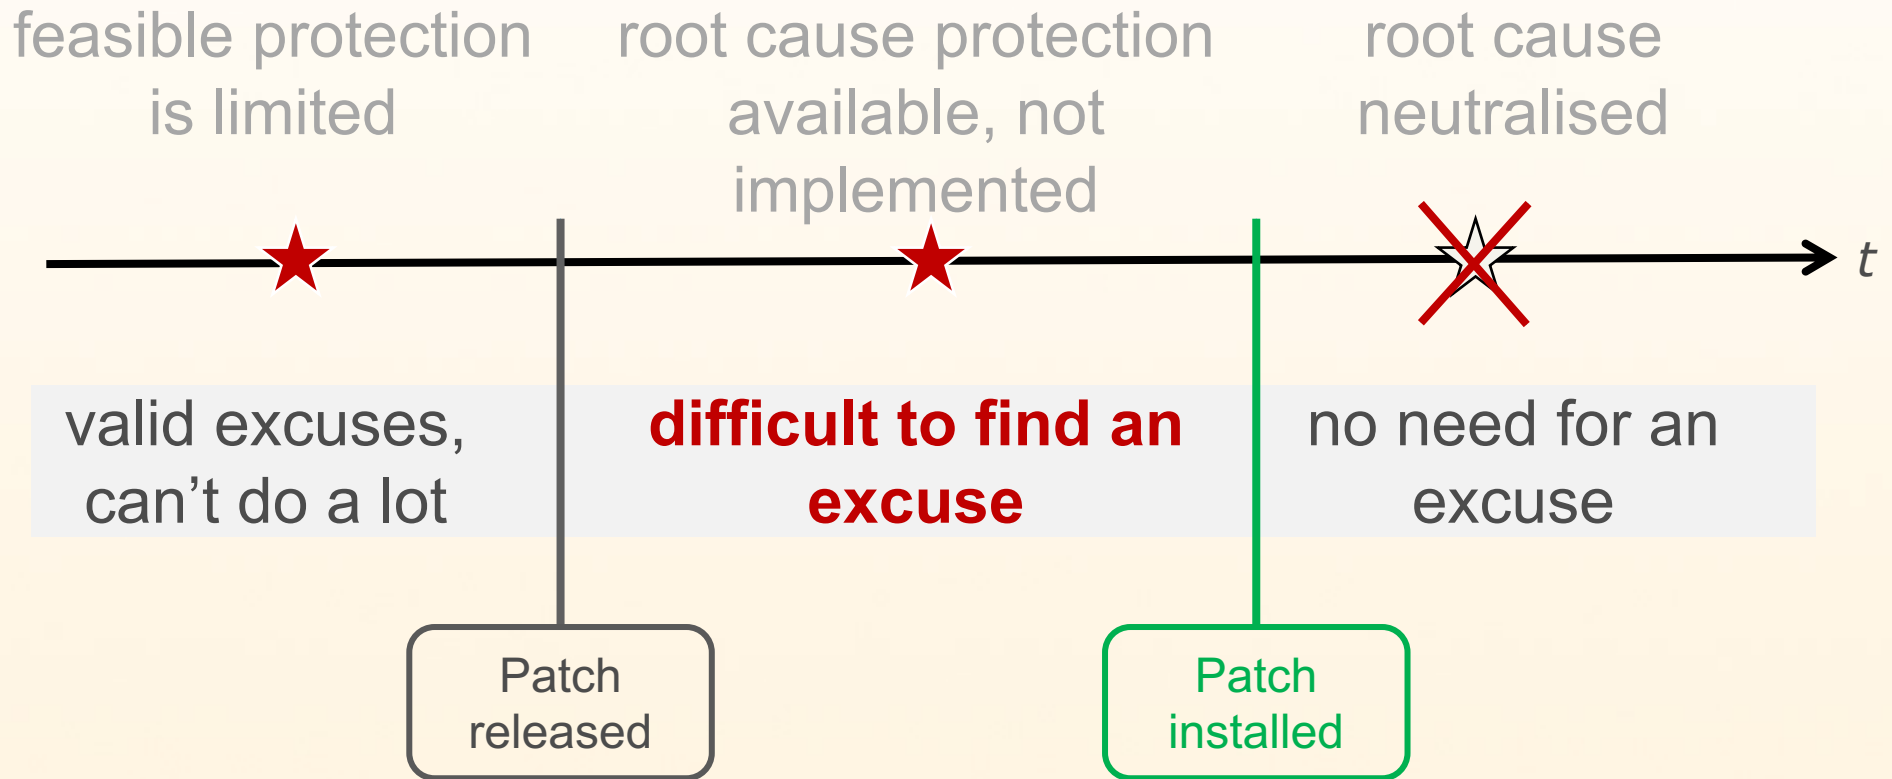 feasible protection
is limited
root cause protection
available, not
implemented
root cause
neutralised
t
valid excuses,
can’t do a lot
difficult to find an
excuse
no need for an
excuse
Patch
released
Patch
installed